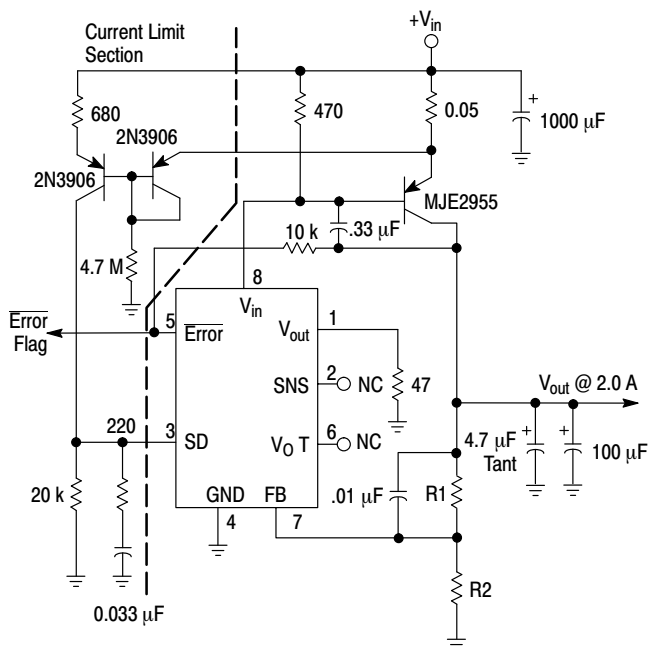 Current Limit
Section
+Vin
680
470
0.05
+
1000 μF
2N3906
2N3906
MJE2955
.33 μF
10 k
4.7 M
8
Vin
Error
Flag
5
Error
Vout
1
SNS
2
NC
47
Vout @ 2.0 A
VO T
6
NC
220
3
SD
4.7 μF
Tant
+
+
100 μF
20 k
GND
FB
.01 μF
R1
4
7
R2
0.033 μF